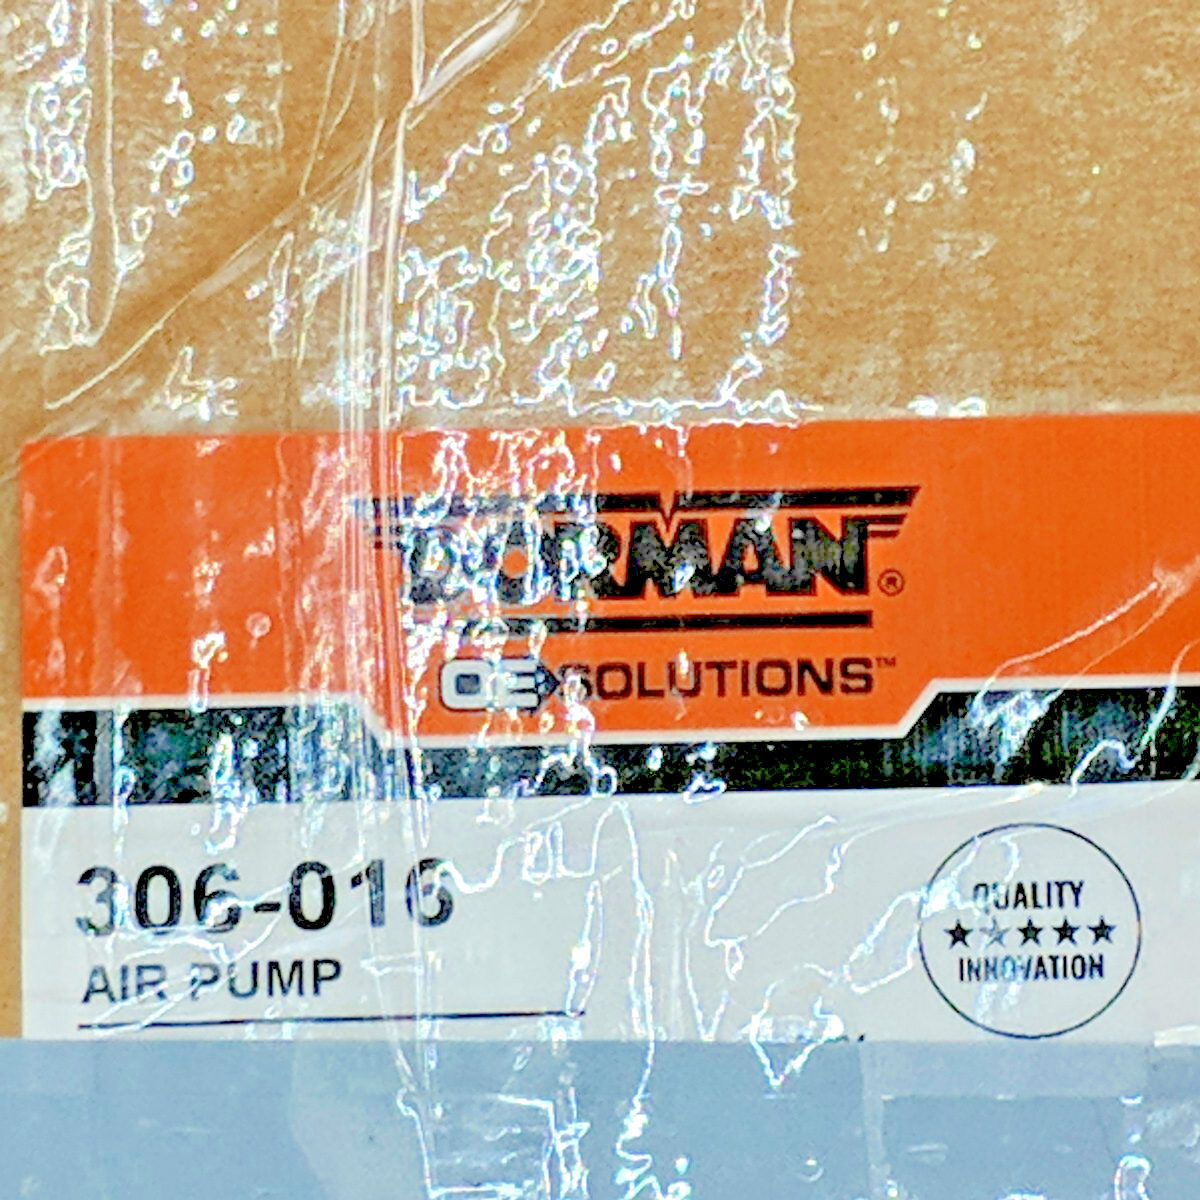 DORMAN®
OE SOLUTIONS™
306-016
AIR PUMP
QUALITY
★★★★★
INNOVATION